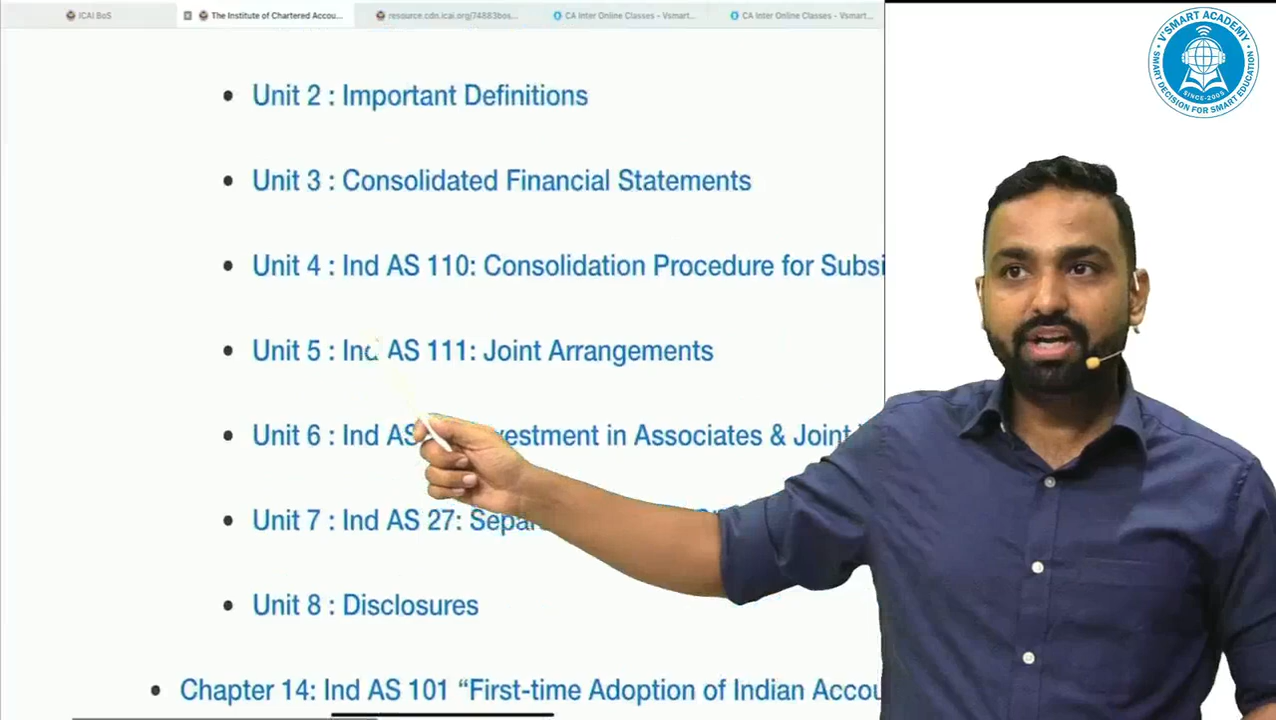 ICAI BoS
The Institute of Chartered Accou...
resource.cdn.icai.org/74883bos...
CA Inter Online Classes - Vsmart...
CA Inter Online Classes - Vsmart...
V'SMART ACADEMY
SMART DECISION FOR SMART EDUCATION
SINCE-2005
Unit 2 : Important Definitions
Unit 3 : Consolidated Financial Statements
Unit 4 : Ind AS 110: Consolidation Procedure for Subsi
Unit 5 : Ind AS 111: Joint Arrangements
Unit 6 : Ind AS vestment in Associates & Joint
Unit 7 : Ind AS 27: Separ
Unit 8 : Disclosures
Chapter 14: Ind AS 101 “First-time Adoption of Indian Accou